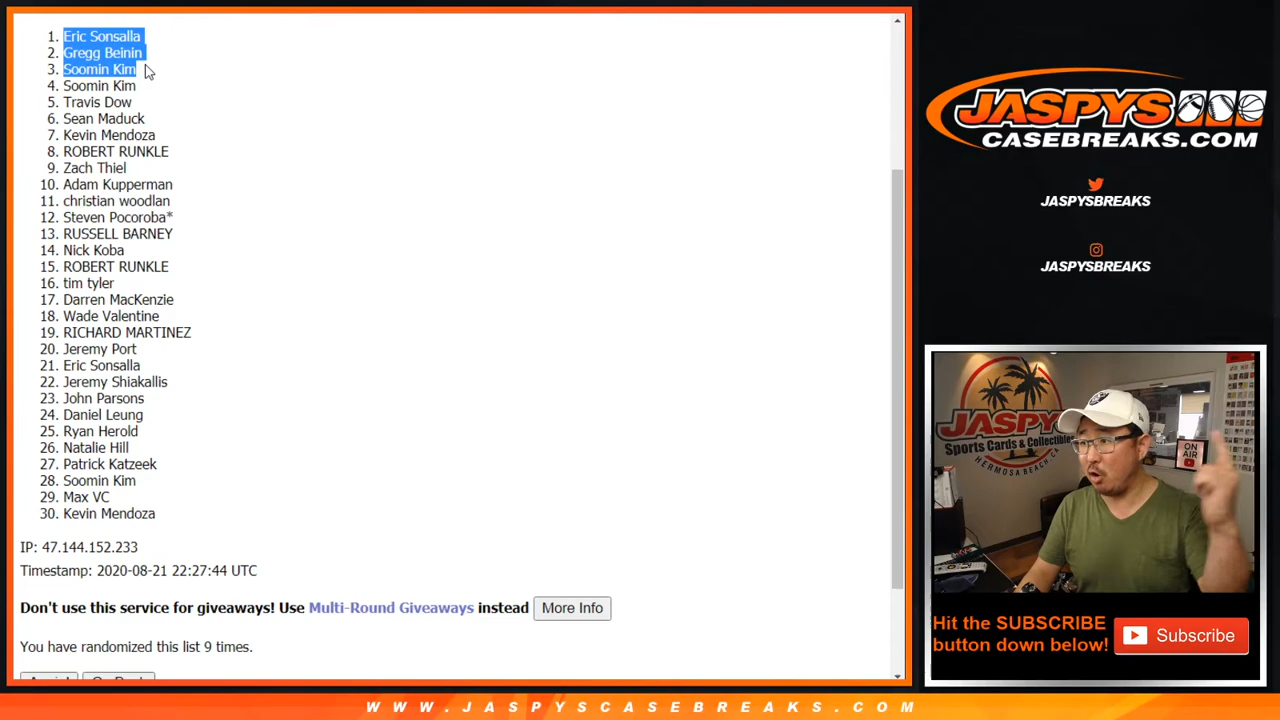 1. Eric Sonsalla
2. Gregg Beinin
3. Soomin Kim
4. Soomin Kim
5. Travis Dow
6. Sean Maduck
7. Kevin Mendoza
8. ROBERT RUNKLE
9. Zach Thiel
10. Adam Kupperman
11. christian woodlan
12. Steven Pocoroba*
13. RUSSELL BARNEY
14. Nick Koba
15. ROBERT RUNKLE
16. tim tyler
17. Darren MacKenzie
18. Wade Valentine
19. RICHARD MARTINEZ
20. Jeremy Port
21. Eric Sonsalla
22. Jeremy Shiakallis
23. John Parsons
24. Daniel Leung
25. Ryan Herold
26. Natalie Hill
27. Patrick Katzeek
28. Soomin Kim
29. Max VC
30. Kevin Mendoza
IP: 47.144.152.233
Timestamp: 2020-08-21 22:27:44 UTC
Don't use this service for giveaways! Use Multi-Round Giveaways instead More Info
You have randomized this list 9 times.
JASPYS
CASEBREAKS.COM
JASPYSBREAKS
JASPYSBREAKS
JASPYS
Sports Cards & Collectibles
HERMOSA BEACH
ON
AIR
Hit the SUBSCRIBE
button down below!
Subscribe
WWW.JASPYSCASEBREAKS.COM